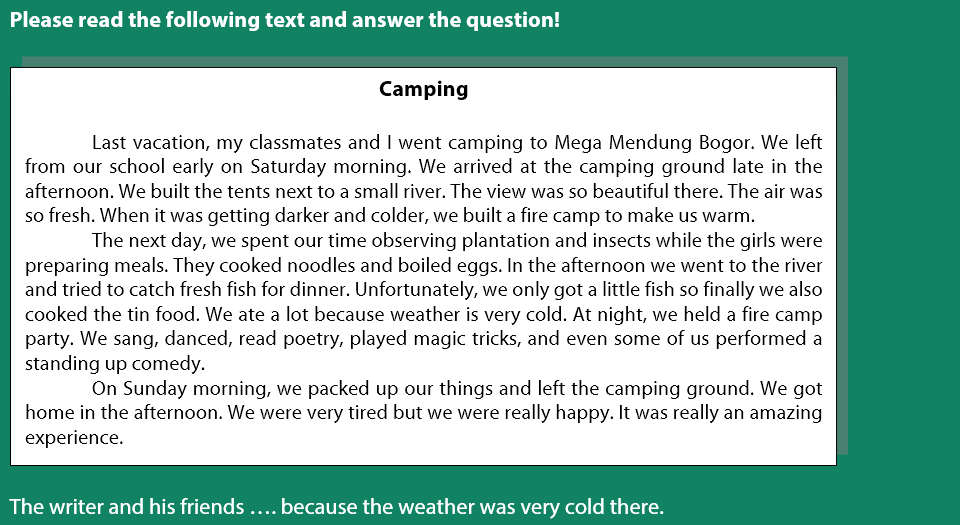 Please read the following text and answer the question!
Camping
Last vacation, my classmates and I went camping to Mega Mendung Bogor. We left
from our school early on Saturday morning. We arrived at the camping ground late in the
afternoon. We built the tents next to a small river. The view was so beautiful there. The air was
so fresh. When it was getting darker and colder, we built a fire camp to make us warm.
The next day, we spent our time observing plantation and insects while the girls were
preparing meals. They cooked noodles and boiled eggs. In the afternoon we went to the river
and tried to catch fresh fish for dinner. Unfortunately, we only got a little fish so finally we also
cooked the tin food. We ate a lot because weather is very cold. At night, we held a fire camp
party. We sang, danced, read poetry, played magic tricks, and even some of us performed a
standing up comedy.
On Sunday morning, we packed up our things and left the camping ground. We got
home in the afternoon. We were very tired but we were really happy. It was really an amazing
experience.
The writer and his friends .... because the weather was very cold there.